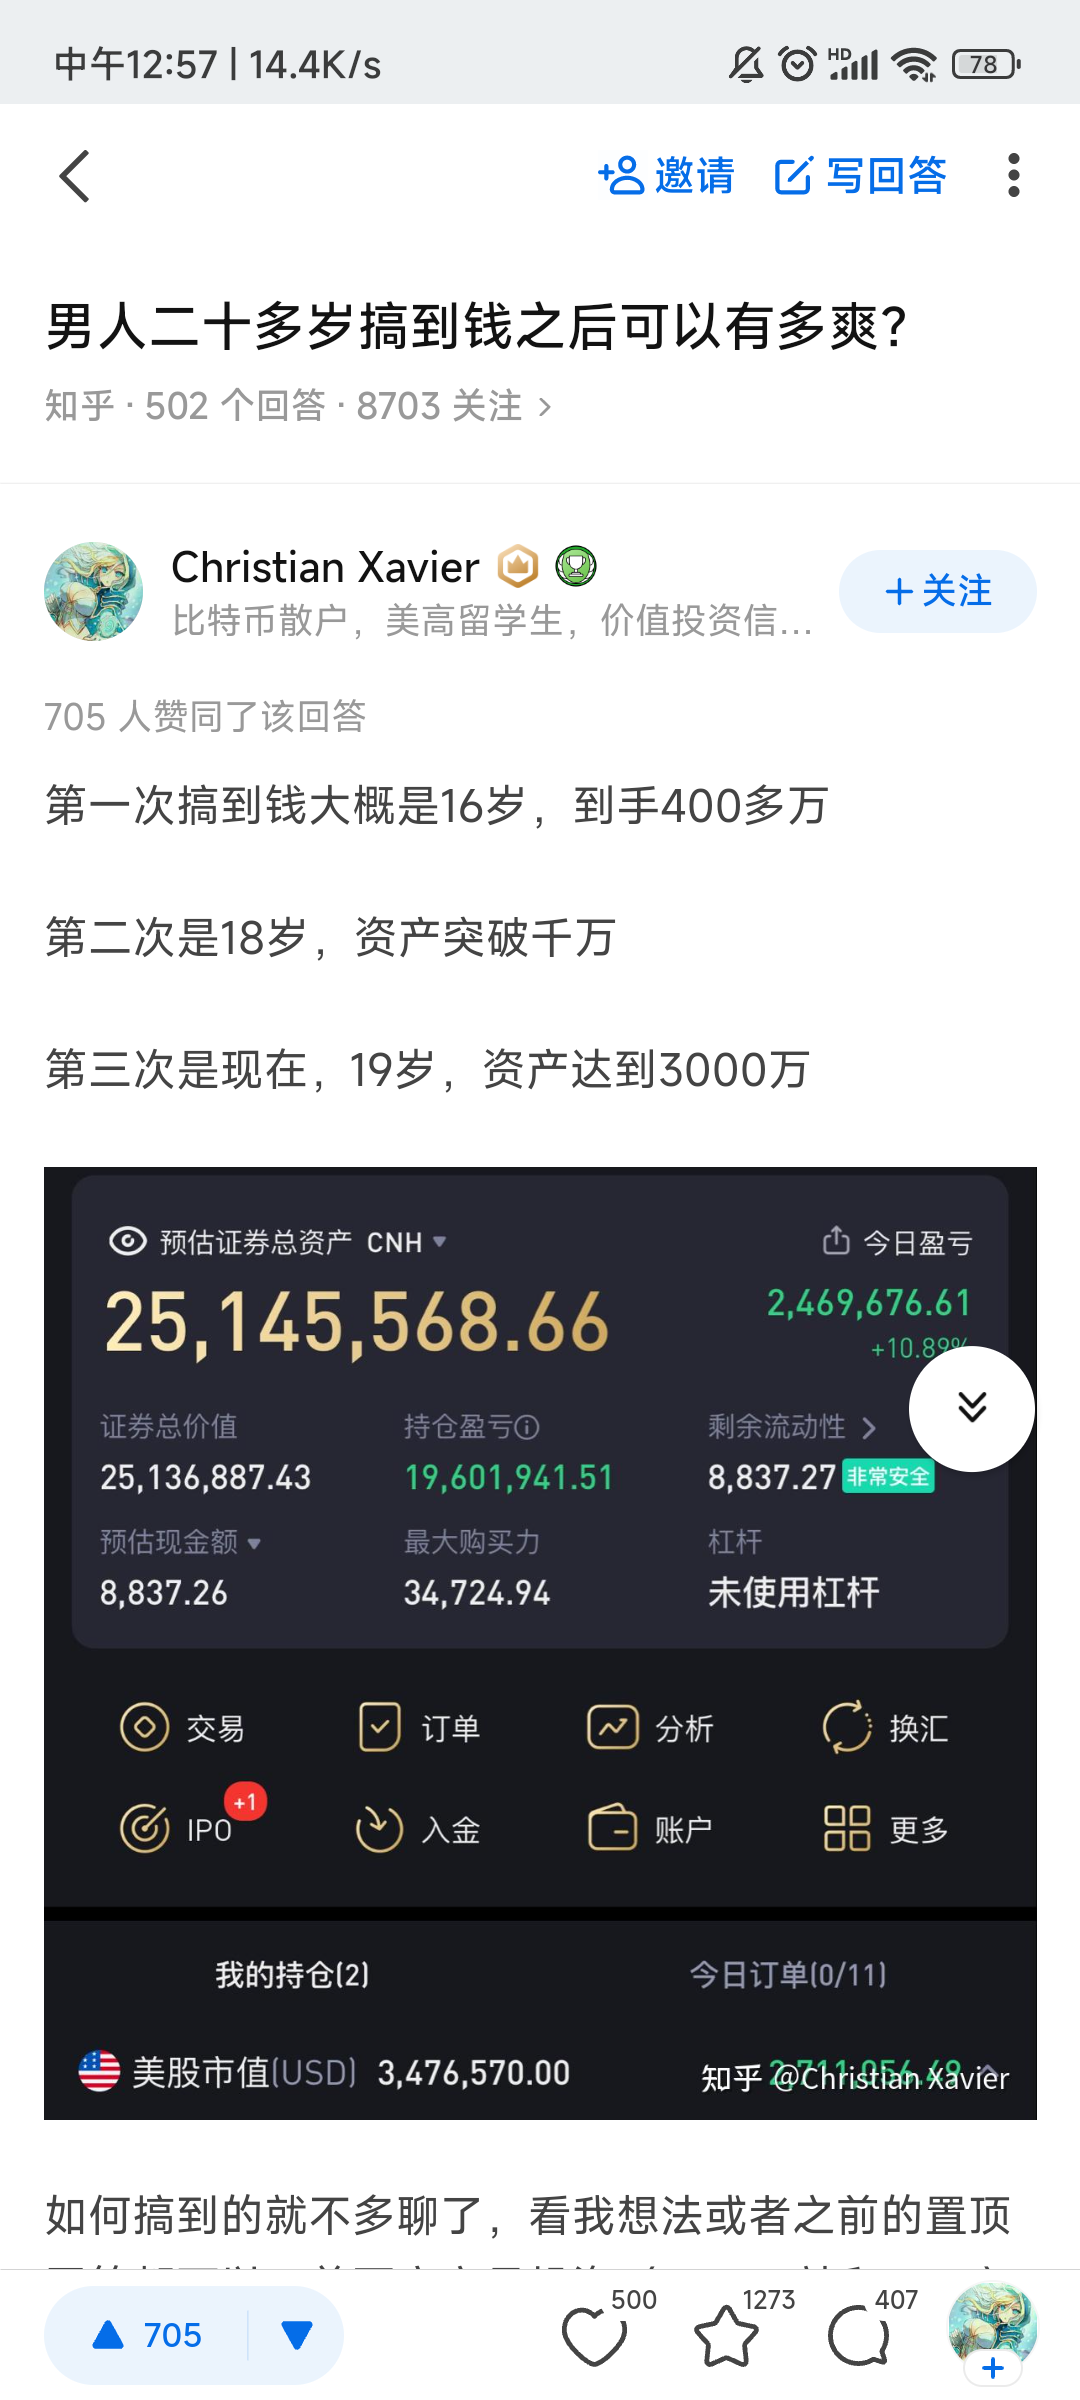 中午12:57 | 14.4K/s
HD
78
邀请 写回答
男人二十多岁搞到钱之后可以有多爽?
知乎 · 502 个回答 · 8703 关注 >
Christian Xavier
比特币散户，美高留学生，价值投资信...
+ 关注
705 人赞同了该回答
第一次搞到钱大概是16岁，到手400多万
第二次是18岁，资产突破千万
第三次是现在，19岁，资产达到3000万
预估证券总资产 CNH 今日盈亏
25,145,568.66 2,469,676.61
+10.89%
证券总价值 持仓盈亏 剩余流动性
25,136,887.43 19,601,941.51 8,837.27 非常安全
预估现金额 最大购买力 杠杆
8,837.26 34,724.94 未使用杠杆
交易 订单 分析 换汇
+1
IPO 入金 账户 更多
我的持仓(2) 今日订单(0/11)
美股市值(USD) 3,476,570.00 2,711,056.49
知乎 @Christian Xavier
如何搞到的就不多聊了，看我想法或者之前的置顶
705 500 1273 407